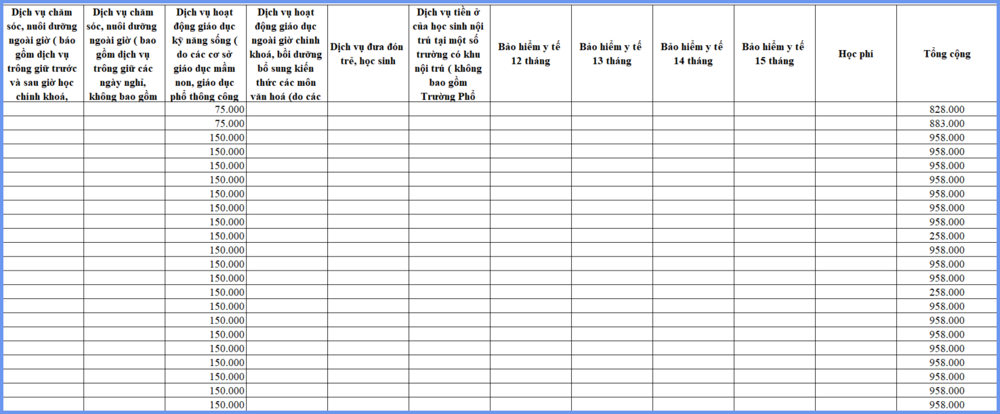 Dịch vụ chăm
sóc, nuôi dưỡng
ngoài giờ ( báo
gồm dịch vụ
trông giữ trước
và sau giờ học
chính khoá,
Dịch vụ chăm
sóc, nuôi dưỡng
ngoài giờ ( bao
gồm dịch vụ
trông giữ các
ngày nghỉ,
không bao gồm
Dịch vụ hoạt
động giáo dục
kỹ năng sống (
do các cơ sở
giáo dục mầm
non, giáo dục
phổ thông công
Dịch vụ hoạt
động giáo dục
ngoài giờ chính
khoá, bồi dưỡng
bổ sung kiến
thức các môn
văn hoá (do các
Dịch vụ đưa đón
trẻ, học sinh
Dịch vụ tiền ở
của học sinh nội
trú tại một số
trường có khu
nội trú ( không
bao gồm
Trường Phổ
Bảo hiểm y tế
12 tháng
Bảo hiểm y tế
13 tháng
Bảo hiểm y tế
14 tháng
Bảo hiểm y tế
15 tháng
Học phí
Tổng cộng
75.000 828.000
75.000 883.000
150.000 958.000
150.000 958.000
150.000 958.000
150.000 958.000
150.000 958.000
150.000 958.000
150.000 958.000
150.000 258.000
150.000 958.000
150.000 958.000
150.000 958.000
150.000 258.000
150.000 958.000
150.000 958.000
150.000 958.000
150.000 958.000
150.000 958.000
150.000 958.000
150.000 958.000
150.000 958.000